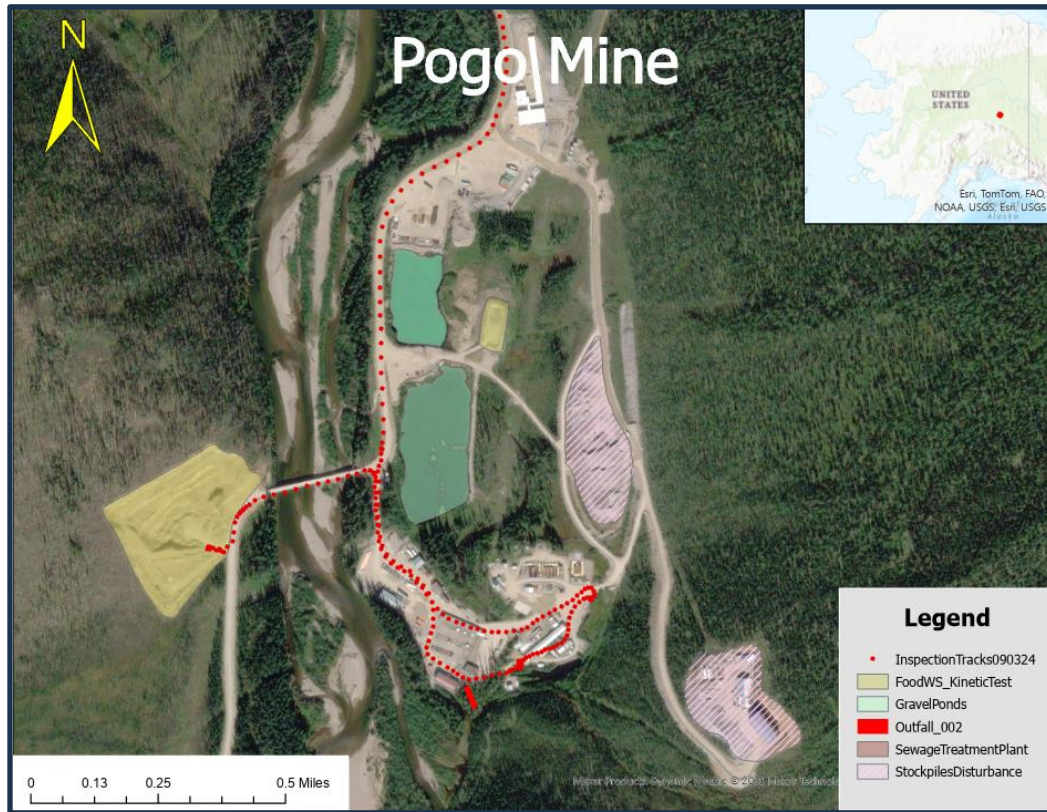 N
Pogo Mine
UNITED
STATES
Esri, TomTom, FAO,
NOAA, USGS, Esri, USGS
Alaska
Legend
InspectionTracks090324
FoodWS_KineticTest
GravelPonds
Outfall_002
SewageTreatmentPlant
StockpilesDisturbance
0 0.13 0.25 0.5 Miles